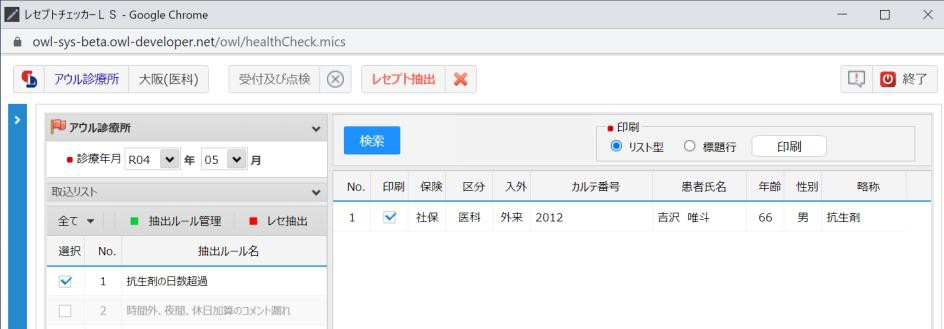 レセプトチェッカーＬＳ - Google Chrome
owl-sys-beta.owl-developer.net/owl/healthCheck.mics
アウル診療所 大阪(医科) 受付及び点検 レセプト抽出 終了
アウル診療所
診療年月 R04 年 05 月
取込リスト
全て 抽出ルール管理 レセ抽出
選択 No. 抽出ルール名
1 抗生剤の日数超過
2 時間外、夜間、休日加算のコメント漏れ
検索 印刷
リスト型 標題行 印刷
No. 印刷 保険 区分 入外 カルテ番号 患者氏名 年齢 性別 略称
1 社保 医科 外来 2012 吉沢 唯斗 66 男 抗生剤